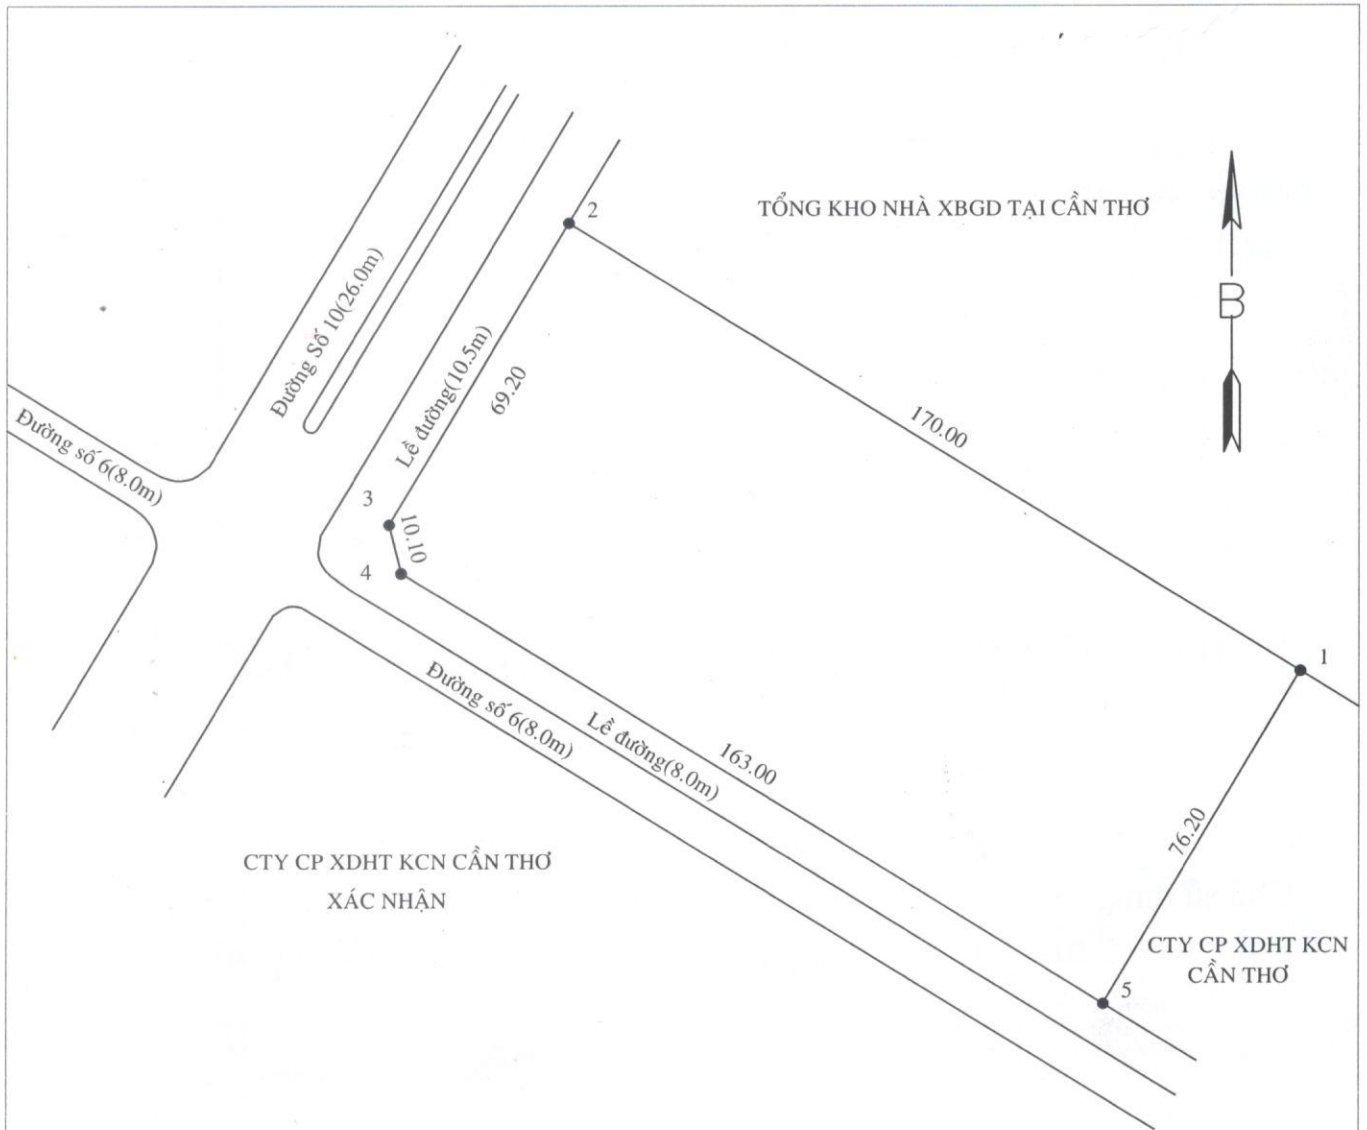 2
TỔNG KHO NHÀ XBGD TẠI CẦN THƠ
B
Đường Số 10(26.0m)
Lề đường(10.5m)
69.20
170.00
Đường số 6(8.0m)
3
10.10
4
1
Đường số 6(8.0m)
Lề đường(8.0m)
163.00
76.20
CTY CP XDHT KCN CẦN THƠ
XÁC NHẬN
CTY CP XDHT KCN
CẦN THƠ
5